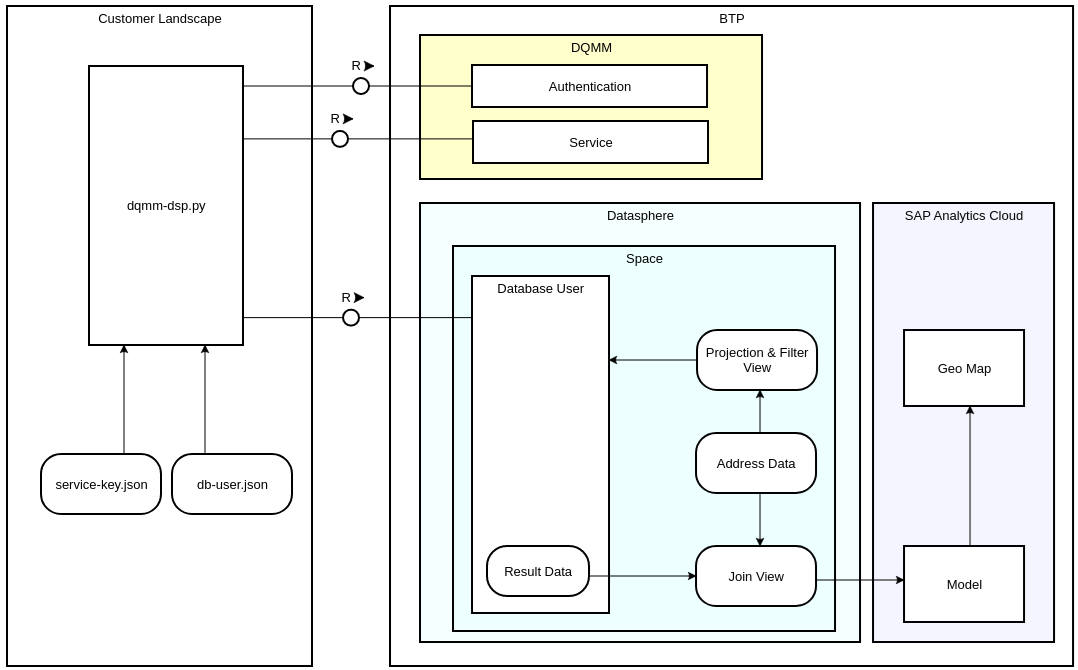 Customer Landscape
BTP
DQMM
R
Authentication
R
Service
dqmm-dsp.py
Datasphere
SAP Analytics Cloud
Space
Database User
R
Projection & Filter
View
Geo Map
Address Data
service-key.json
db-user.json
Result Data
Join View
Model